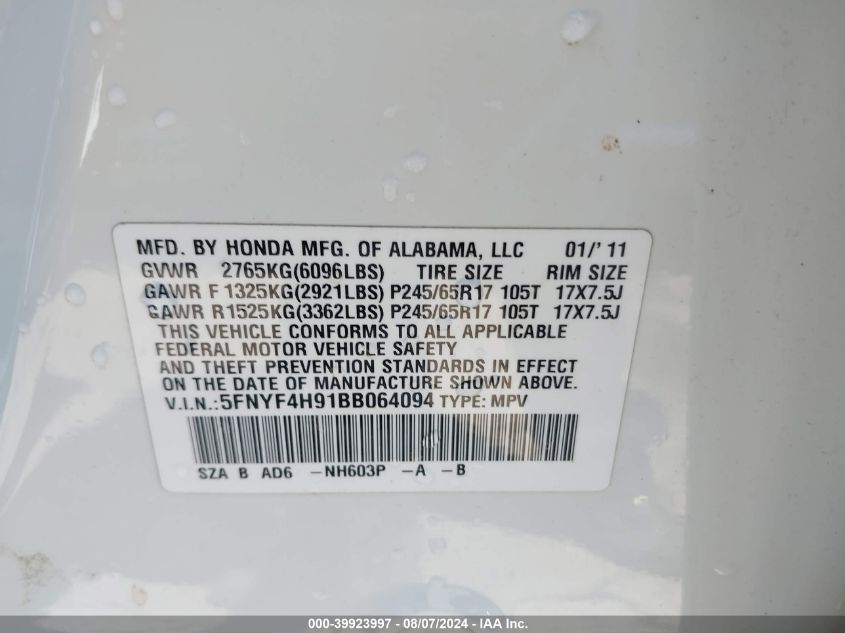 MFD. BY HONDA MFG. OF ALABAMA, LLC 01/'11
GVWR 2765KG(6096LBS) TIRE SIZE RIM SIZE
GAWR F 1325KG(2921LBS) P245/65R17 105T 17X7.5J
GAWR R1525KG(3362LBS) P245/65R17 105T 17X7.5J
THIS VEHICLE CONFORMS TO ALL APPLICABLE
FEDERAL MOTOR VEHICLE SAFETY
AND THEFT PREVENTION STANDARDS IN EFFECT
ON THE DATE OF MANUFACTURE SHOWN ABOVE.
V.I.N.:5FNYF4H91BB064094 TYPE: MPV
SZA B AD6 -NH603P -A -B
000-39923997 - 08/07/2024 - IAA Inc.